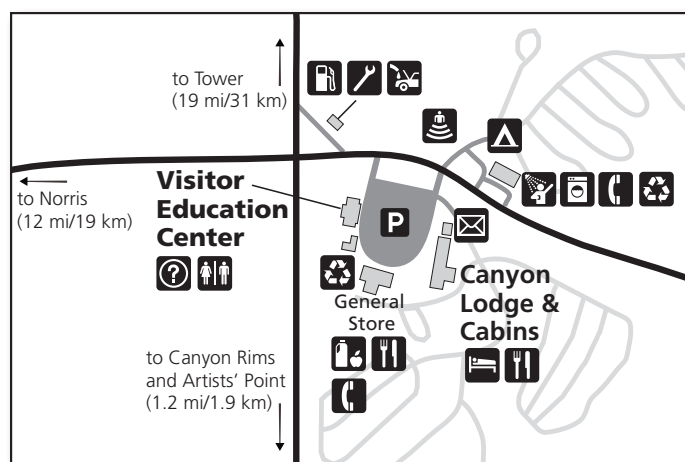 to Tower
(19 mi/31 km)
to Norris
(12 mi/19 km)
Visitor
Education
Center
P
?
General
Store
Canyon
Lodge &
Cabins
to Canyon Rims
and Artists’ Point
(1.2 mi/1.9 km)